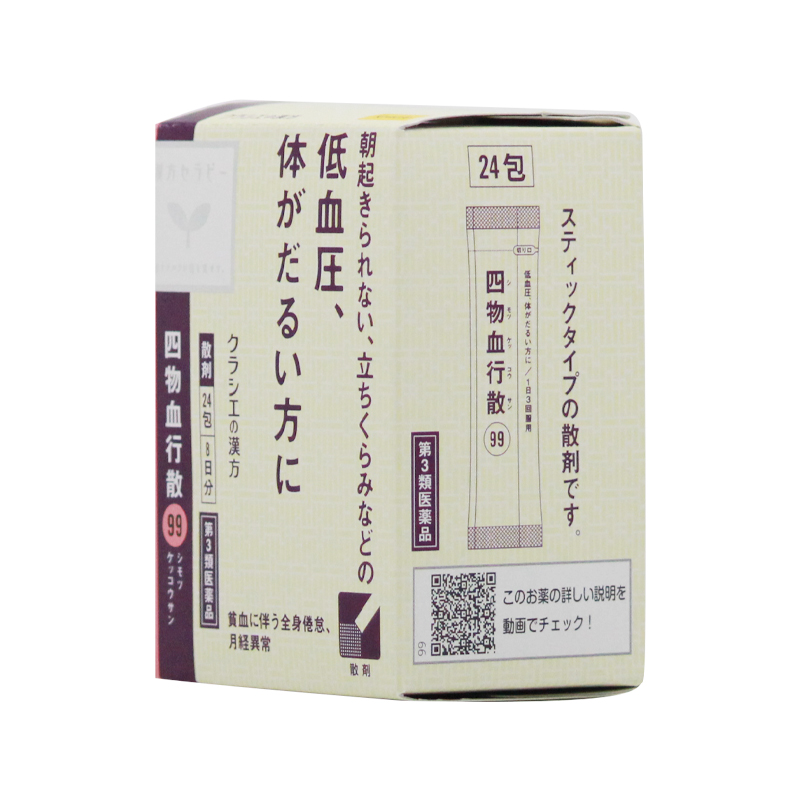 朝起きられない、立ちくらみなどの
低血圧、
体がだるい方に
クラシエの漢方
散剤 24包 8日分
第3類医薬品
四物血行散 99
シモツ
ケッコウサン
貧血に伴う全身倦怠、
月経異常
散剤
24包
スティックタイプの散剤です。
切り口
低血圧、体がだるい方に/1日3回服用
四物血行散 99
シ モツ ケッ コウ サン
第3類医薬品
このお薬の詳しい説明を
動画でチェック!
99